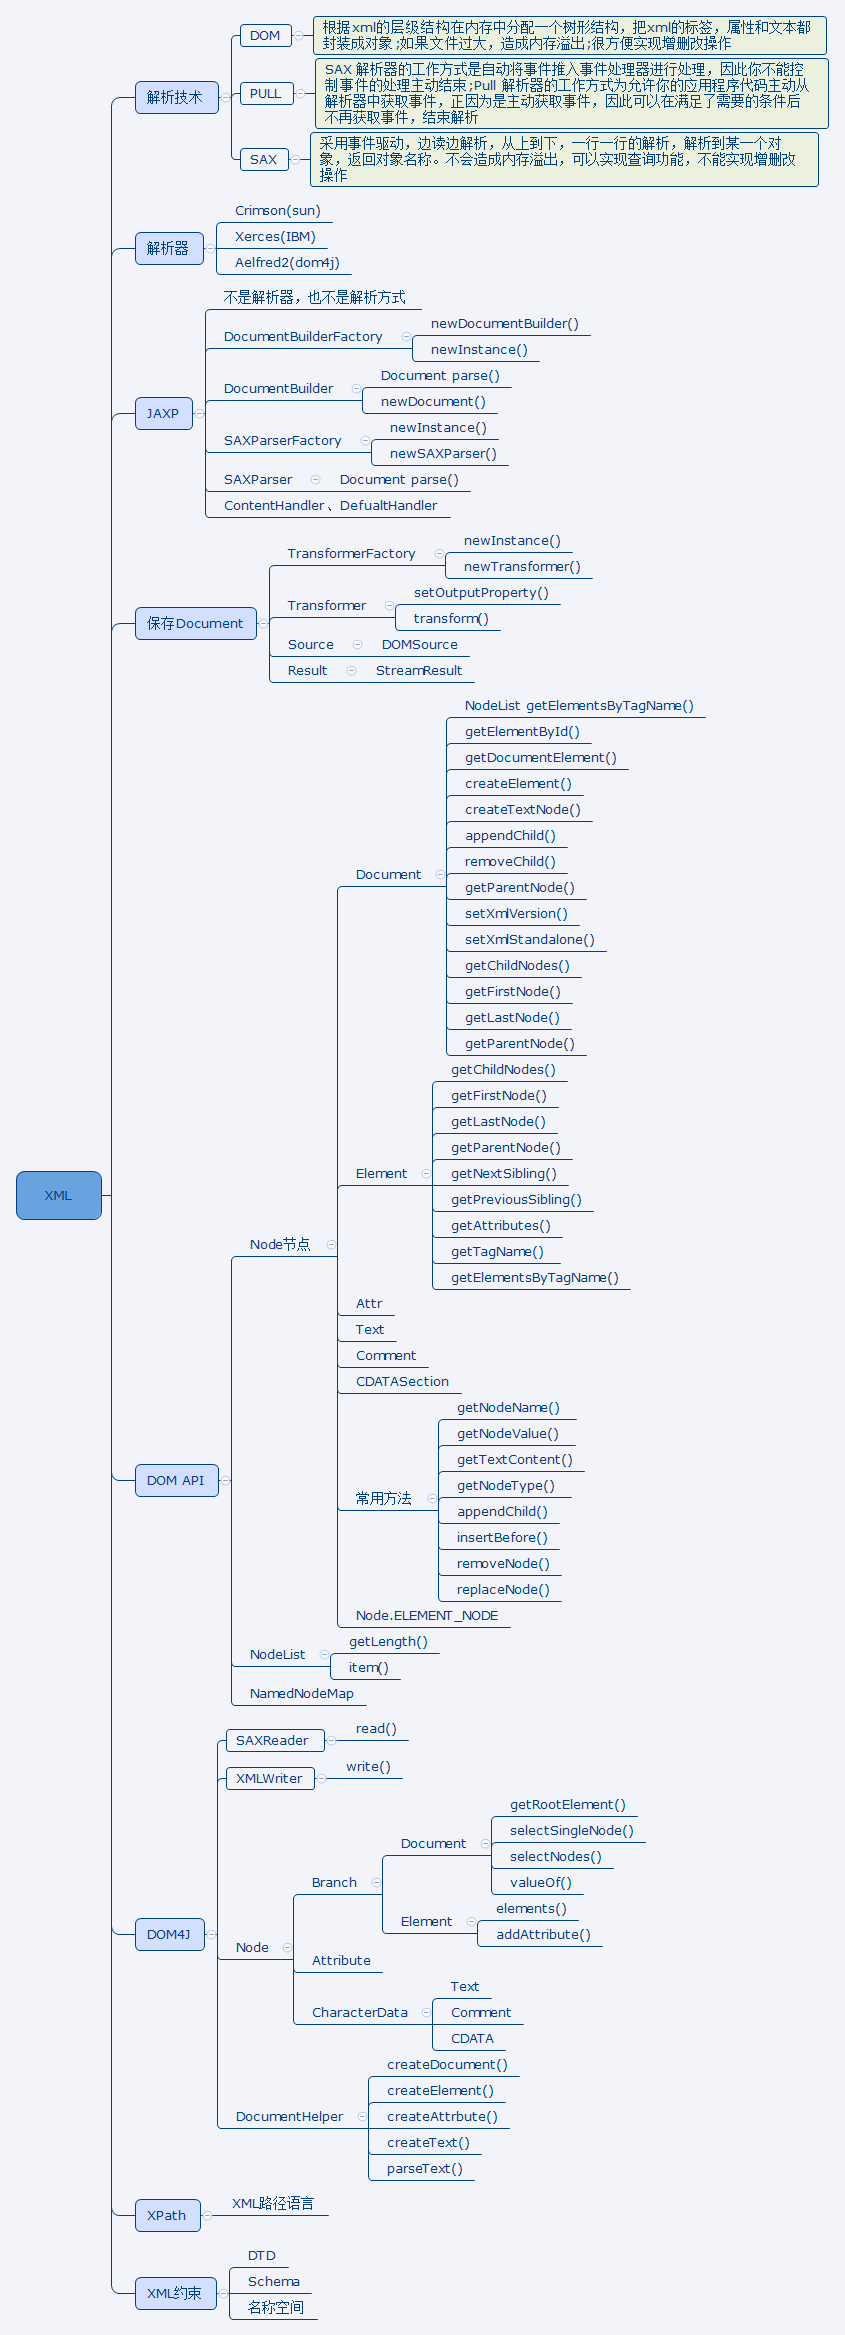 XML
解析技术
DOM
根据xml的层级结构在内存中分配一个树形结构，把xml的标签，属性和文本都
封装成对象;如果文件过大，造成内存溢出;很方便实现增删改操作
PULL
SAX 解析器的工作方式是自动将事件推入事件处理器进行处理，因此你不能控
制事件的处理主动结束;Pull 解析器的工作方式为允许你的应用程序代码主动从
解析器中获取事件，正因为是主动获取事件，因此可以在满足了需要的条件后
不再获取事件，结束解析
SAX
采用事件驱动，边读边解析，从上到下，一行一行的解析，解析到某一个对
象，返回对象名称。不会造成内存溢出，可以实现查询功能，不能实现增删改
操作
解析器
Crimson(sun)
Xerces(IBM)
Aelfred2(dom4j)
JAXP
不是解析器，也不是解析方式
DocumentBuilderFactory
newDocumentBuilder()
newInstance()
DocumentBuilder
Document parse()
newDocument()
SAXParserFactory
newInstance()
newSAXParser()
SAXParser
Document parse()
ContentHandler、DefualtHandler
保存Document
TransformerFactory
newInstance()
newTransformer()
Transformer
setOutputProperty()
transform()
Source
DOMSource
Result
StreamResult
DOM API
Node节点
Document
NodeList getElementsByTagName()
getElementById()
getDocumentElement()
createElement()
createTextNode()
appendChild()
removeChild()
getParentNode()
setXmlVersion()
setXmlStandalone()
getChildNodes()
getFirstNode()
getLastNode()
getParentNode()
Element
getChildNodes()
getFirstNode()
getLastNode()
getParentNode()
getNextSibling()
getPreviousSibling()
getAttributes()
getTagName()
getElementsByTagName()
Attr
Text
Comment
CDATASection
常用方法
getNodeName()
getNodeValue()
getTextContent()
getNodeType()
appendChild()
insertBefore()
removeNode()
replaceNode()
Node.ELEMENT_NODE
NodeList
getLength()
item()
NamedNodeMap
DOM4J
SAXReader
read()
XMLWriter
write()
Node
Branch
Document
getRootElement()
selectSingleNode()
selectNodes()
valueOf()
Element
elements()
addAttribute()
Attribute
CharacterData
Text
Comment
CDATA
DocumentHelper
createDocument()
createElement()
createAttrbute()
createText()
parseText()
XPath
XML路径语言
XML约束
DTD
Schema
名称空间